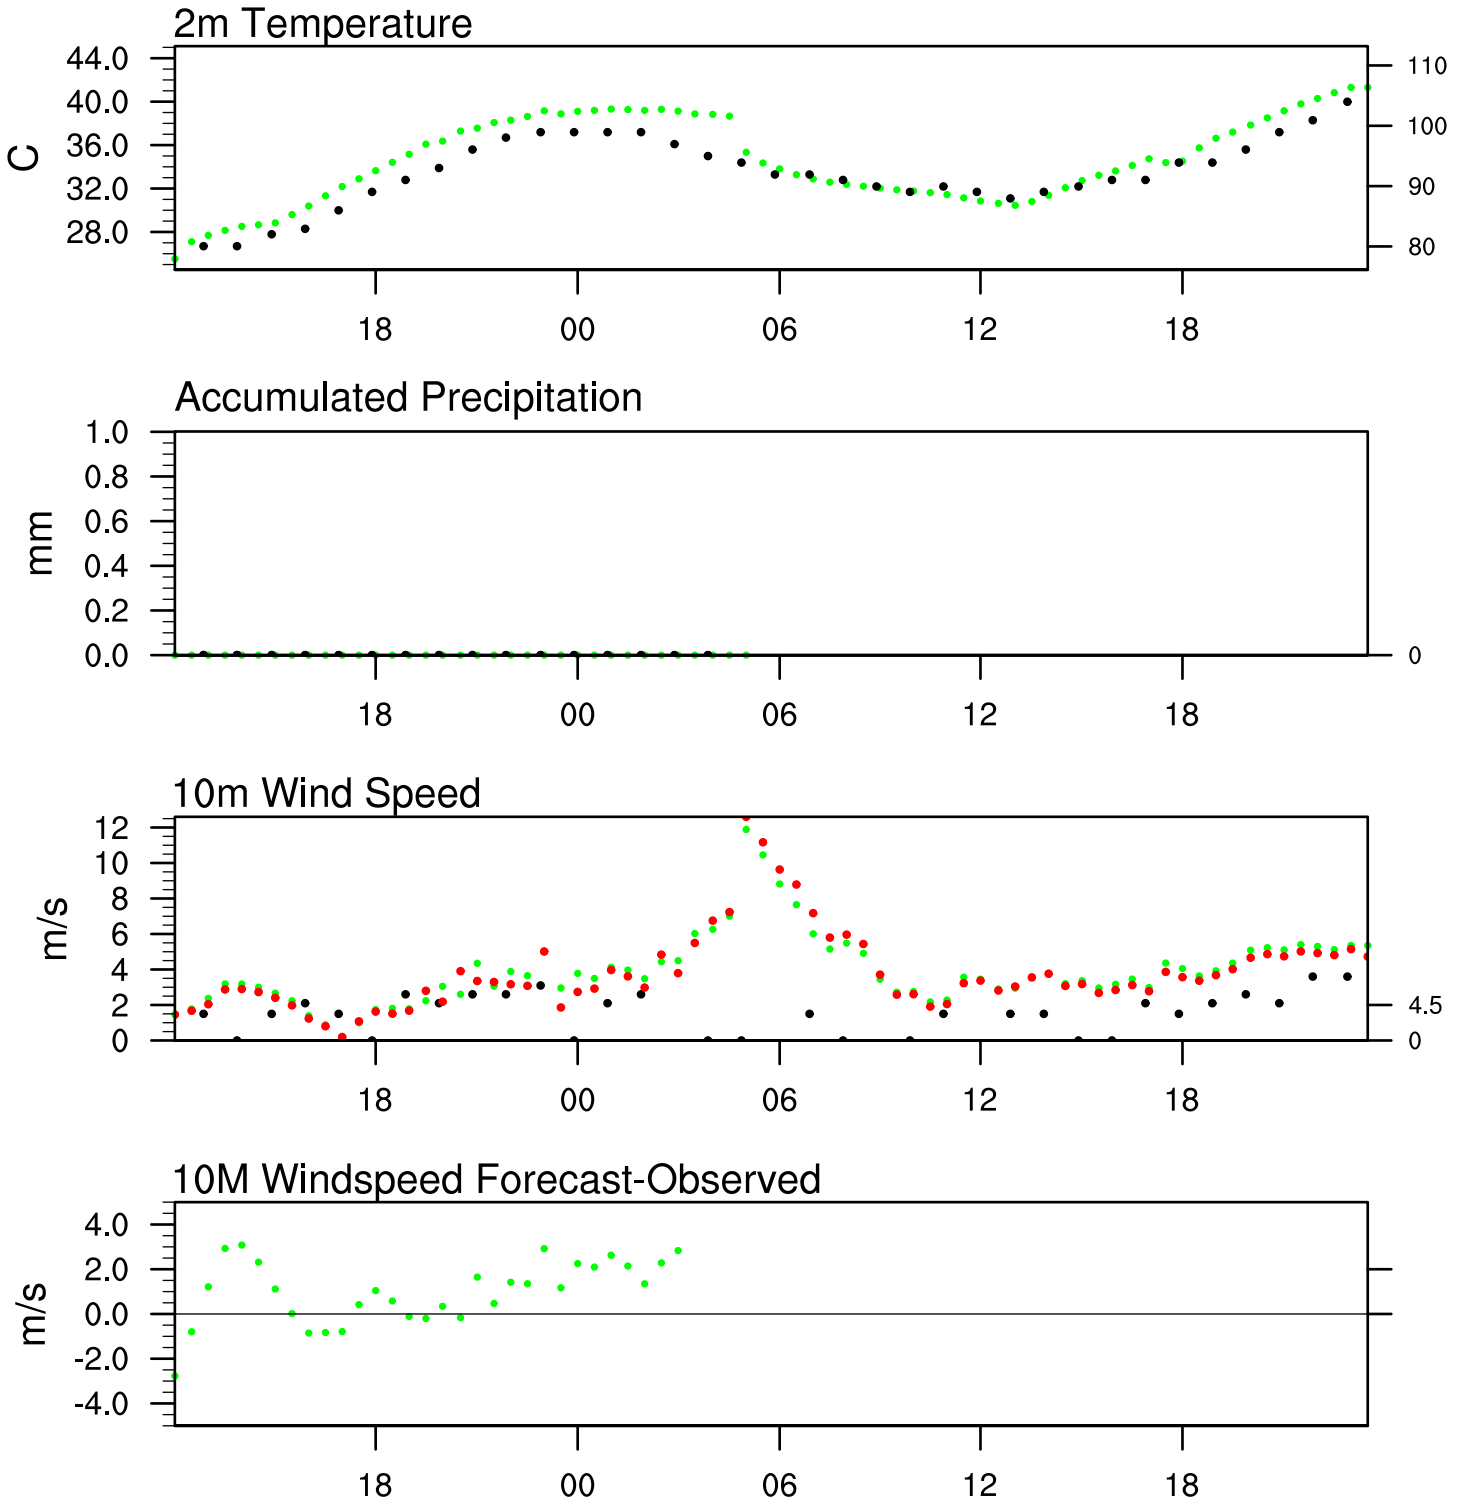 2m Temperature
44.0
40.0
36.0
32.0
28.0
C
110
100
90
80
18 00 06 12 18
Accumulated Precipitation
1.0
0.8
0.6
0.4
0.2
0.0
mm
0
18 00 06 12 18
10m Wind Speed
12
10
8
6
4
2
0
m/s
4.5
0
18 00 06 12 18
10M Windspeed Forecast-Observed
4.0
2.0
0.0
-2.0
-4.0
m/s
18 00 06 12 18